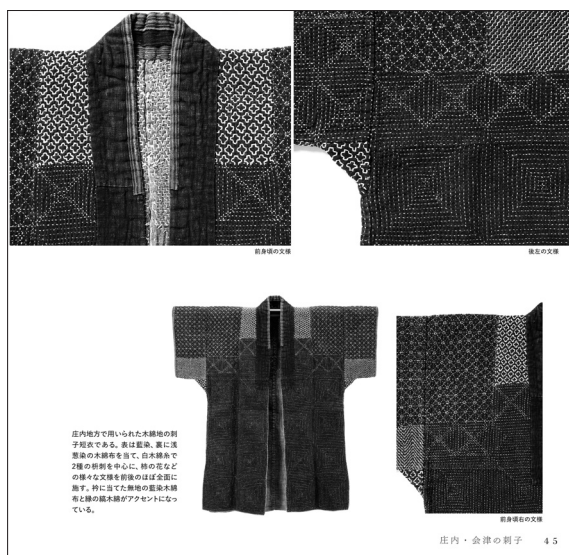 前身頃の文様
後左の文様
庄内地方で用いられた木綿地の刺
子短衣である。表は藍染、裏に浅
葱染の木綿布を当て、白木綿糸で
2種の枡刺を中心に、柿の花など
の様々な文様を前後のほぼ全面に
施す。衿に当てた無地の藍染木綿
布と縁の縞木綿がアクセントになっ
ている。
前身頃右の文様
庄内・会津の刺子 45